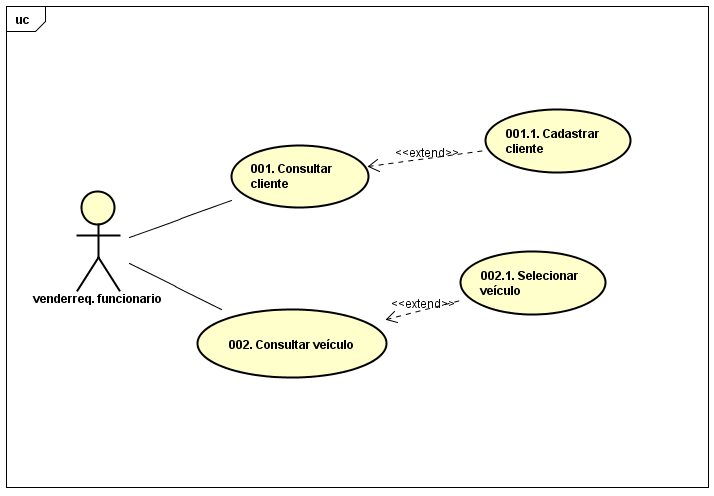 uc
001.1. Cadastrar
cliente
<<extend>>
001. Consultar
cliente
002.1. Selecionar
veículo
venderreq. funcionario
<<extend>>
002. Consultar veículo